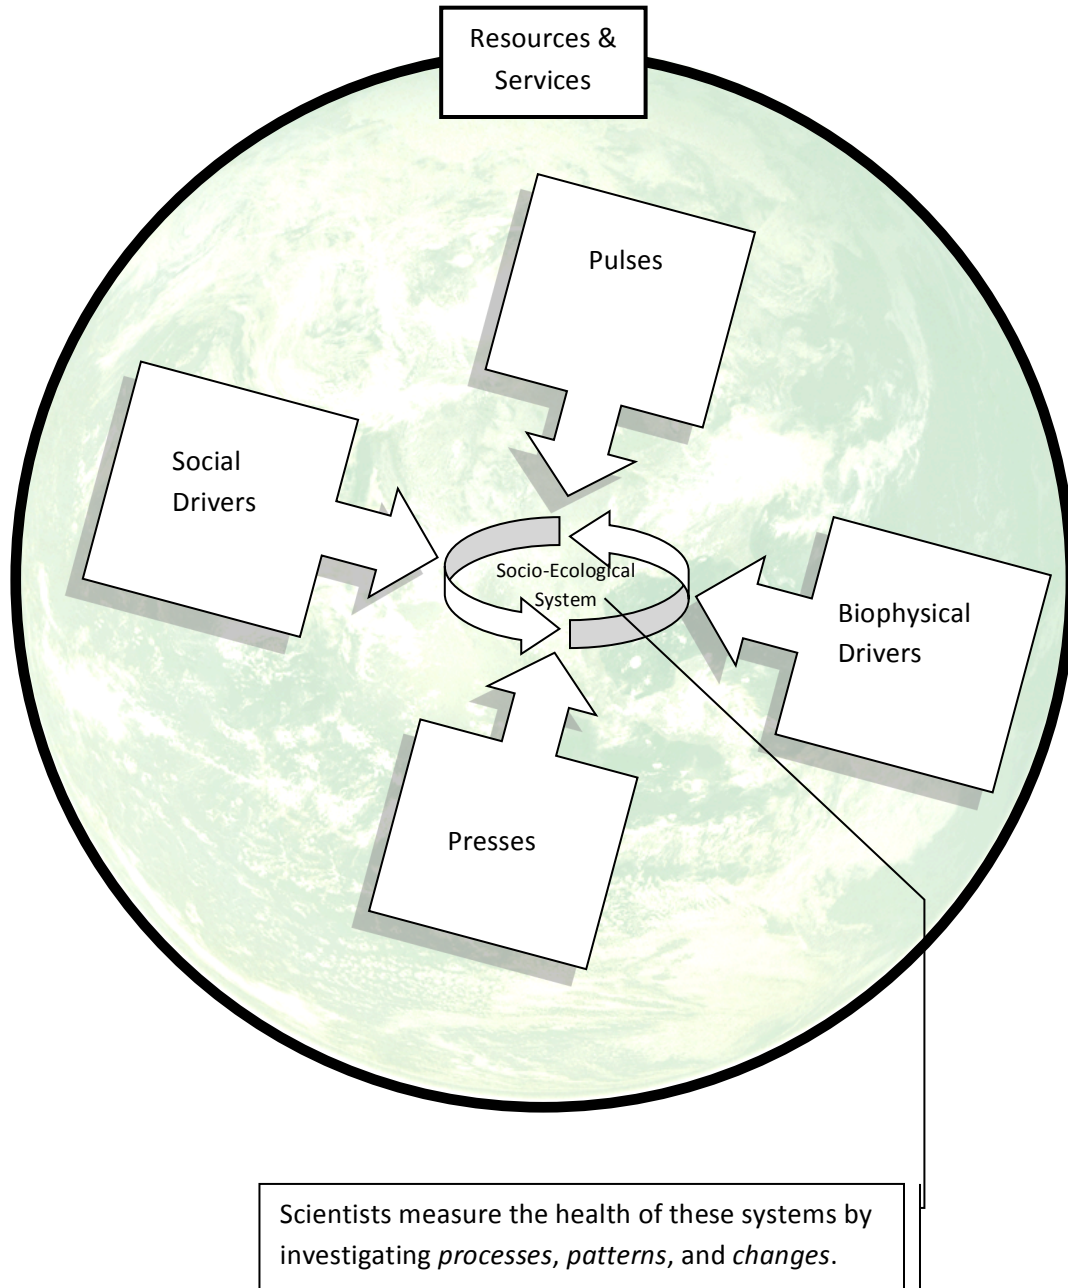 Resources &
Services
Pulses
Social
Drivers
Socio-Ecological
System
Biophysical
Drivers
Presses
Scientists measure the health of these systems by
investigating processes, patterns, and changes.